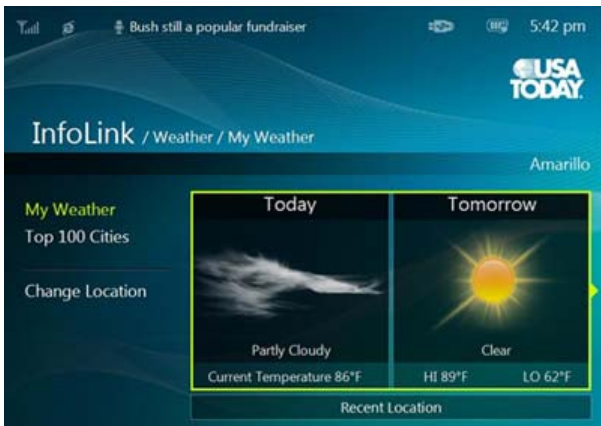 Bush still a popular fundraiser 5:42 pm
USA
TODAY.
InfoLink / Weather / My Weather
Amarillo
My Weather
Top 100 Cities
Change Location
Today Tomorrow
Partly Cloudy Clear
Current Temperature 86°F HI 89°F LO 62°F
Recent Location